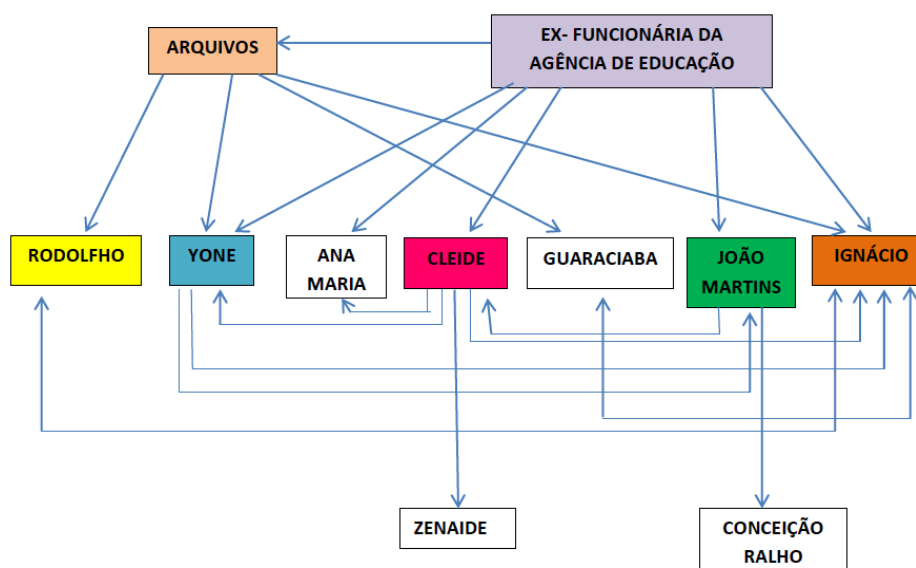 ARQUIVOS
EX- FUNCIONÁRIA DA
AGÊNCIA DE EDUCAÇÃO
RODOLFHO
YONE
ANA
MARIA
CLEIDE
GUARACIABA
JOÃO
MARTINS
IGNÁCIO
ZENAIDE
CONCEIÇÃO
RALHO